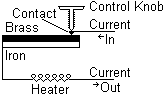 Control Knob
Contact
Brass
Current
In
Iron
Current
Out
Heater